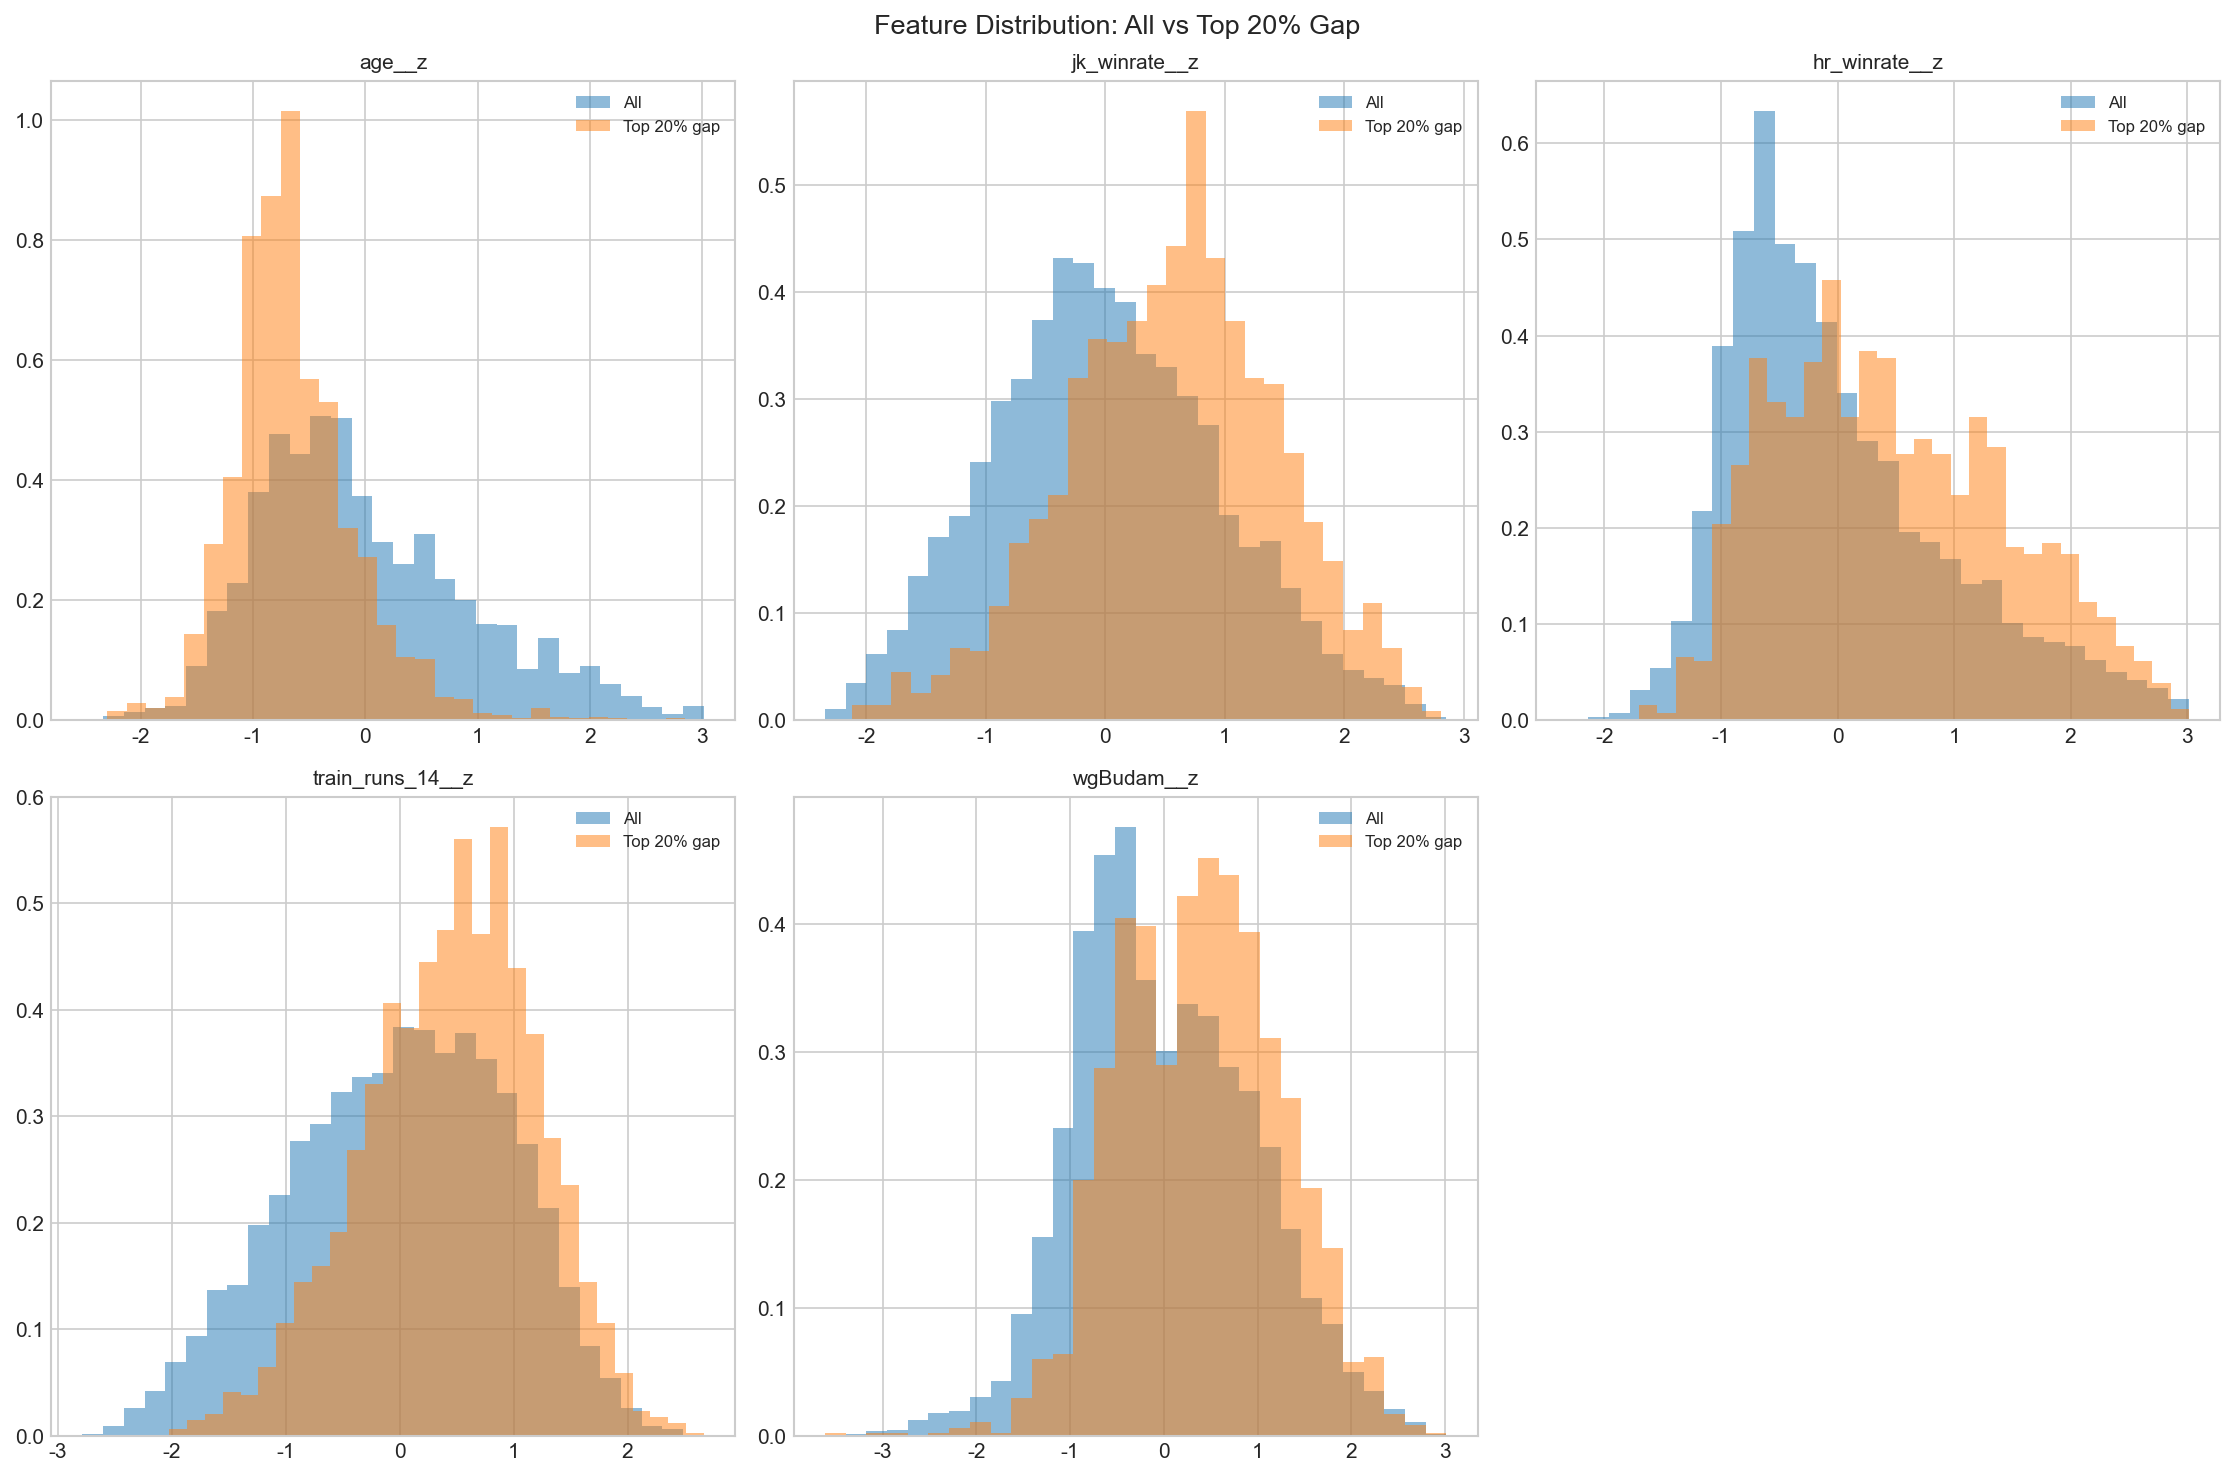 Feature Distribution: All vs Top 20% Gap
age__z
All
Top 20% gap
1.0
0.8
0.6
0.4
0.2
0.0
-2 -1 0 1 2 3
jk_winrate__z
All
Top 20% gap
0.5
0.4
0.3
0.2
0.1
0.0
-2 -1 0 1 2 3
hr_winrate__z
All
Top 20% gap
0.6
0.5
0.4
0.3
0.2
0.1
0.0
-2 -1 0 1 2 3
train_runs_14__z
All
Top 20% gap
0.6
0.5
0.4
0.3
0.2
0.1
0.0
-3 -2 -1 0 1 2
wgBudam__z
All
Top 20% gap
0.4
0.3
0.2
0.1
0.0
-3 -2 -1 0 1 2 3